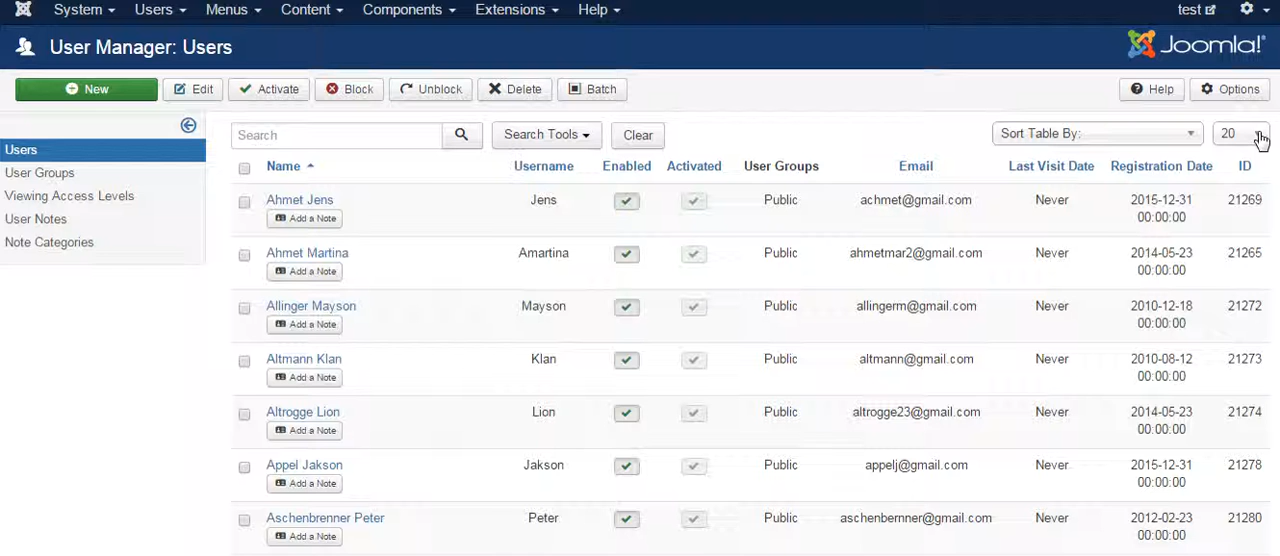 System Users Menus Content Components Extensions Help test
User Manager: Users Joomla!®
New Edit Activate Block Unblock Delete Batch Help Options
Search Search Tools Clear Sort Table By: 20
Users
User Groups
Viewing Access Levels
User Notes
Note Categories
Name Username Enabled Activated User Groups Email Last Visit Date Registration Date ID
Ahmet Jens Jens Public achmet@gmail.com Never 2015-12-31 21269
Add a Note 00:00:00
Ahmet Martina Amartina Public ahmetmar2@gmail.com Never 2014-05-23 21265
Add a Note 00:00:00
Allinger Mayson Mayson Public allingerm@gmail.com Never 2010-12-18 21272
Add a Note 00:00:00
Altmann Klan Klan Public altmann@gmail.com Never 2010-08-12 21273
Add a Note 00:00:00
Altrogge Lion Lion Public altrogge23@gmail.com Never 2014-05-23 21274
Add a Note 00:00:00
Appel Jakson Jakson Public appelj@gmail.com Never 2015-12-31 21278
Add a Note 00:00:00
Aschenbrenner Peter Peter Public aschenbernner@gmail.com Never 2012-02-23 21280
Add a Note 00:00:00